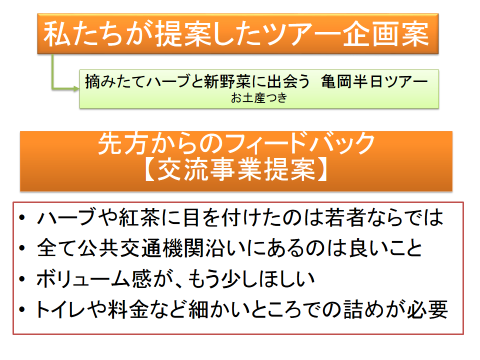 私たちが提案したツアー企画案
摘みたてハーブと新野菜に出会う　亀岡半日ツアー
お土産つき
先方からのフィードバック
【交流事業提案】
• ハーブや紅茶に目を付けたのは若者ならでは
• 全て公共交通機関沿いにあるのは良いこと
• ボリューム感が、もう少しほしい
• トイレや料金など細かいところでの詰めが必要